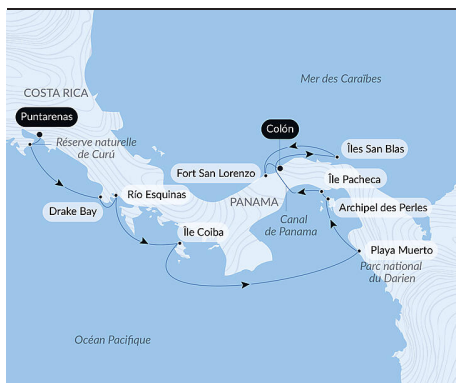 Mer des Caraïbes
COSTA RICA
Puntarenas
Colón
Réserve naturelle
de Curú
Îles San Blas
Fort San Lorenzo
Île Pacheca
Río Esquinas
PANAMA
Archipel des Perles
Drake Bay
Canal
de Panama
Île Coiba
Playa Muerto
Parc national
du Darien
Océan Pacifique